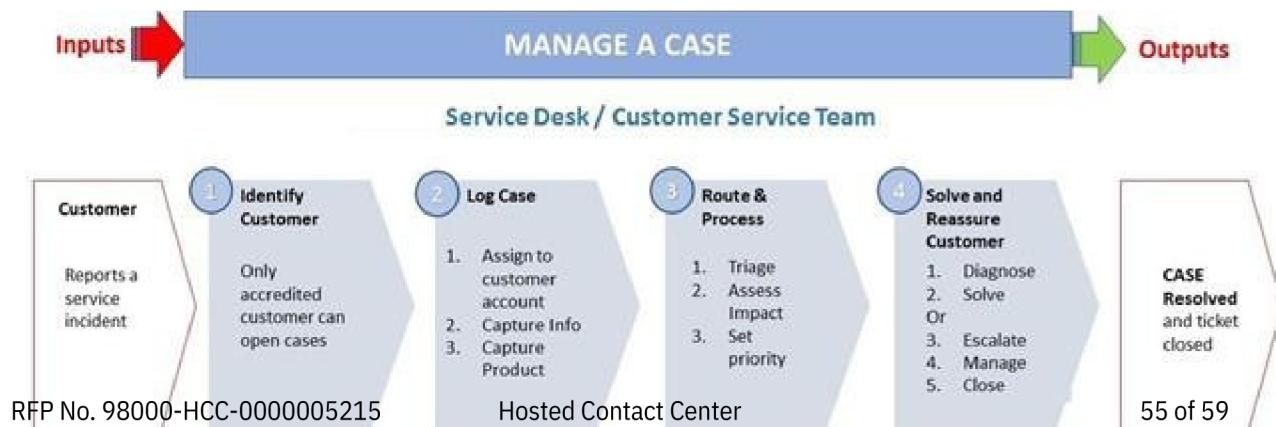 Inputs
MANAGE A CASE
Outputs
Service Desk / Customer Service Team
Customer
Reports a
service
incident
1
Identify
Customer
Only
accredited
customer can
open cases
2
Log Case
1. Assign to
customer
account
2. Capture Info
3. Capture
Product
3
Route &
Process
1. Triage
2. Assess
Impact
3. Set
priority
4
Solve and
Reassure
Customer
1. Diagnose
2. Solve
Or
3. Escalate
4. Manage
5. Close
CASE
Resolved
and ticket
closed
RFP No. 98000-HCC-0000005215
Hosted Contact Center
55 of 59